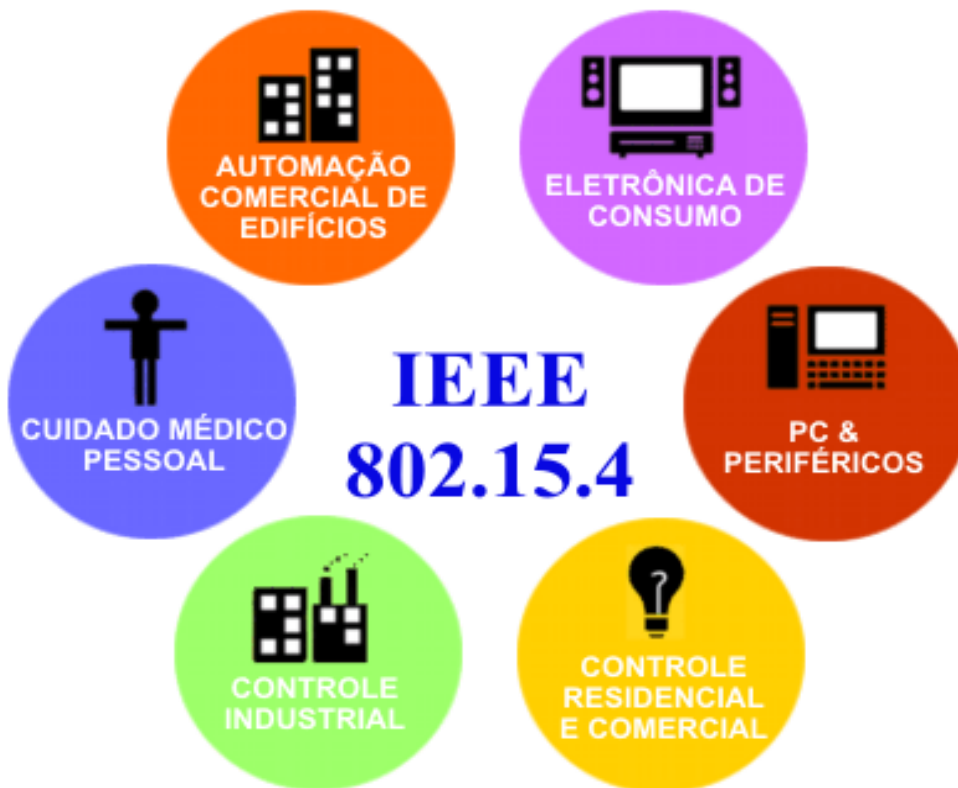 AUTOMAÇÃO
COMERCIAL DE
EDIFÍCIOS
ELETRÔNICA DE
CONSUMO
CUIDADO MÉDICO
PESSOAL
IEEE
802.15.4
PC &
PERIFÉRICOS
CONTROLE
INDUSTRIAL
CONTROLE
RESIDENCIAL
E COMERCIAL